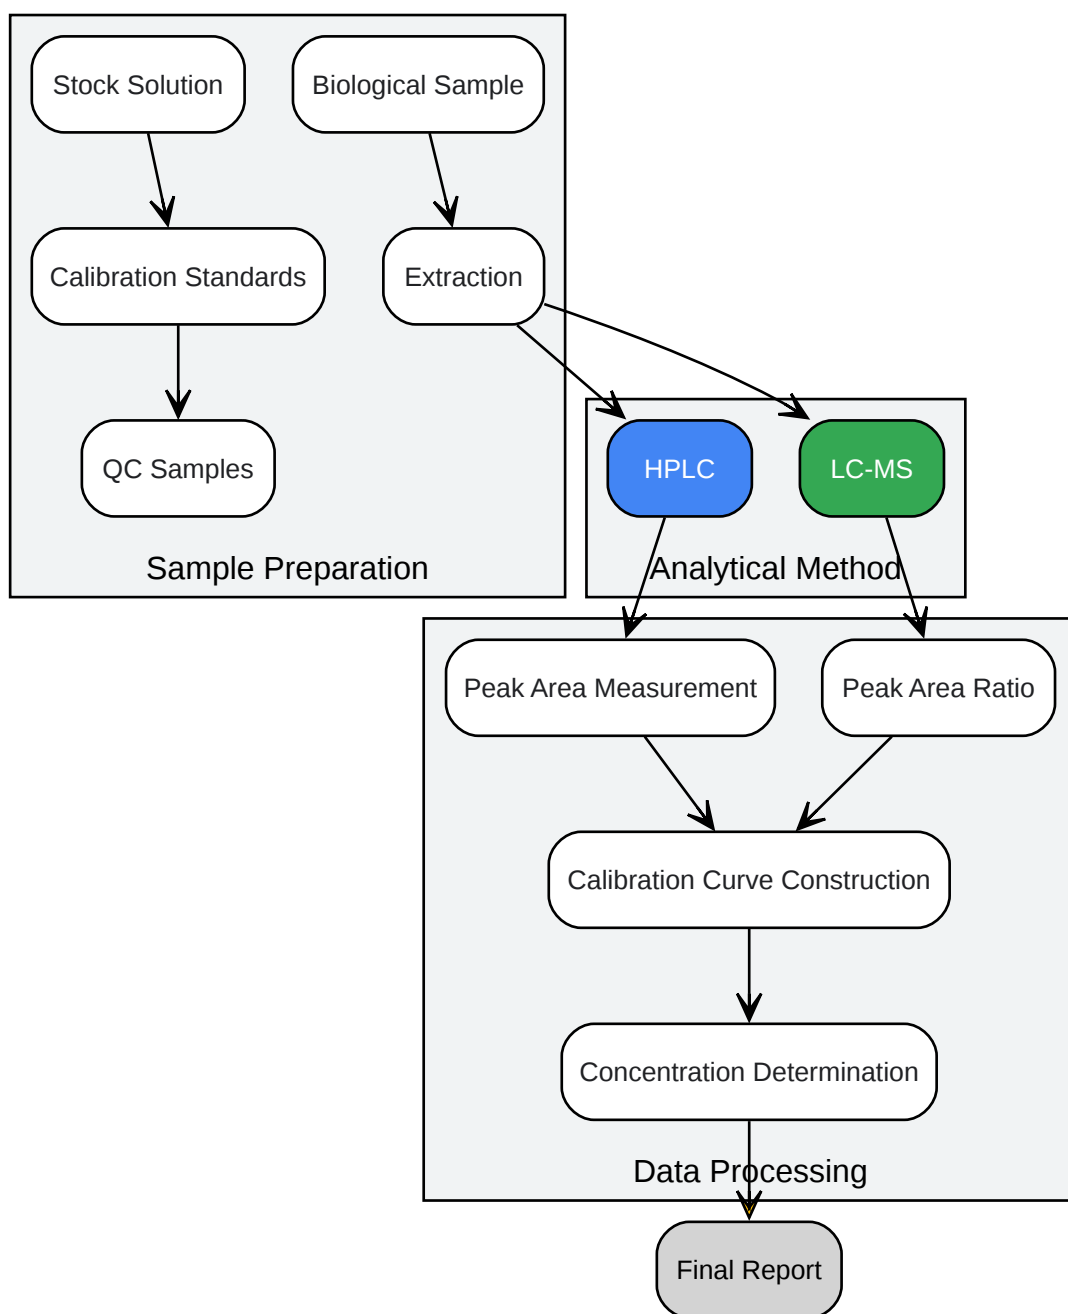 Stock Solution
Biological Sample
Calibration Standards
Extraction
QC Samples
HPLC
LC-MS
Sample Preparation
Analytical Method
Peak Area Measurement
Peak Area Ratio
Calibration Curve Construction
Concentration Determination
Data Processing
Final Report